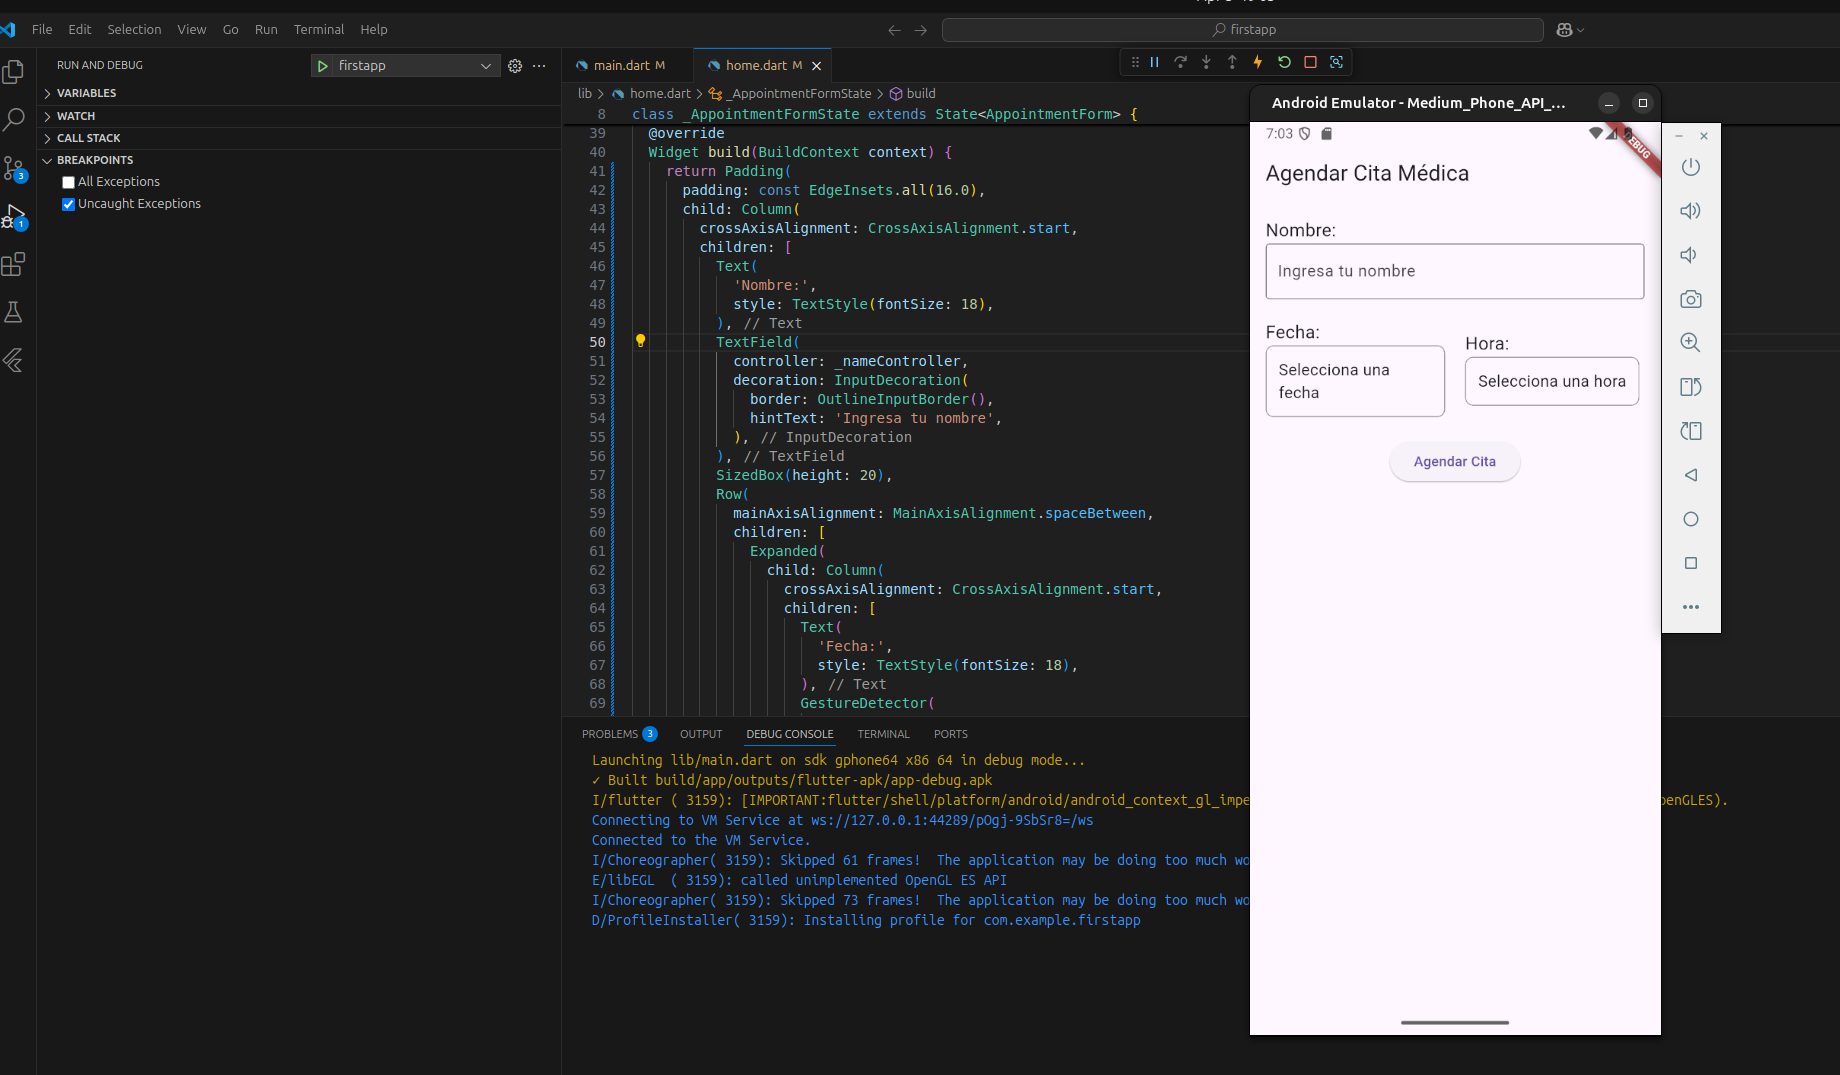 File Edit Selection View Go Run Terminal Help
firstapp
RUN AND DEBUG
firstapp
VARIABLES
WATCH
CALL STACK
BREAKPOINTS
All Exceptions
Uncaught Exceptions
3
1
main.dart M
home.dart M
lib > home.dart > _AppointmentFormState > build
8 class _AppointmentFormState extends State<AppointmentForm> {
39 @override
40 Widget build(BuildContext context) {
41 return Padding(
42 padding: const EdgeInsets.all(16.0),
43 child: Column(
44 crossAxisAlignment: CrossAxisAlignment.start,
45 children: [
46 Text(
47 'Nombre:',
48 style: TextStyle(fontSize: 18),
49 ), // Text
50 TextField(
51 controller: _nameController,
52 decoration: InputDecoration(
53 border: OutlineInputBorder(),
54 hintText: 'Ingresa tu nombre',
55 ), // InputDecoration
56 ), // TextField
57 SizedBox(height: 20),
58 Row(
59 mainAxisAlignment: MainAxisAlignment.spaceBetween,
60 children: [
61 Expanded(
62 child: Column(
63 crossAxisAlignment: CrossAxisAlignment.start,
64 children: [
65 Text(
66 'Fecha:',
67 style: TextStyle(fontSize: 18),
68 ), // Text
69 GestureDetector(
PROBLEMS 3 OUTPUT DEBUG CONSOLE TERMINAL PORTS
Launching lib/main.dart on sdk gphone64 x86 64 in debug mode...
✓ Built build/app/outputs/flutter-apk/app-debug.apk
I/flutter ( 3159): [IMPORTANT:flutter/shell/platform/android/android_context_gl_impe
penGLES).
Connecting to VM Service at ws://127.0.0.1:44289/pOgj-9SbSr8=/ws
Connected to the VM Service.
I/Choreographer( 3159): Skipped 61 frames!  The application may be doing too much wo
E/libEGL  ( 3159): called unimplemented OpenGL ES API
I/Choreographer( 3159): Skipped 73 frames!  The application may be doing too much wo
D/ProfileInstaller( 3159): Installing profile for com.example.firstapp
Android Emulator - Medium_Phone_API_...
7:03
DEBUG
Agendar Cita Médica
Nombre:
Ingresa tu nombre
Fecha:
Hora:
Selecciona una
fecha
Selecciona una hora
Agendar Cita